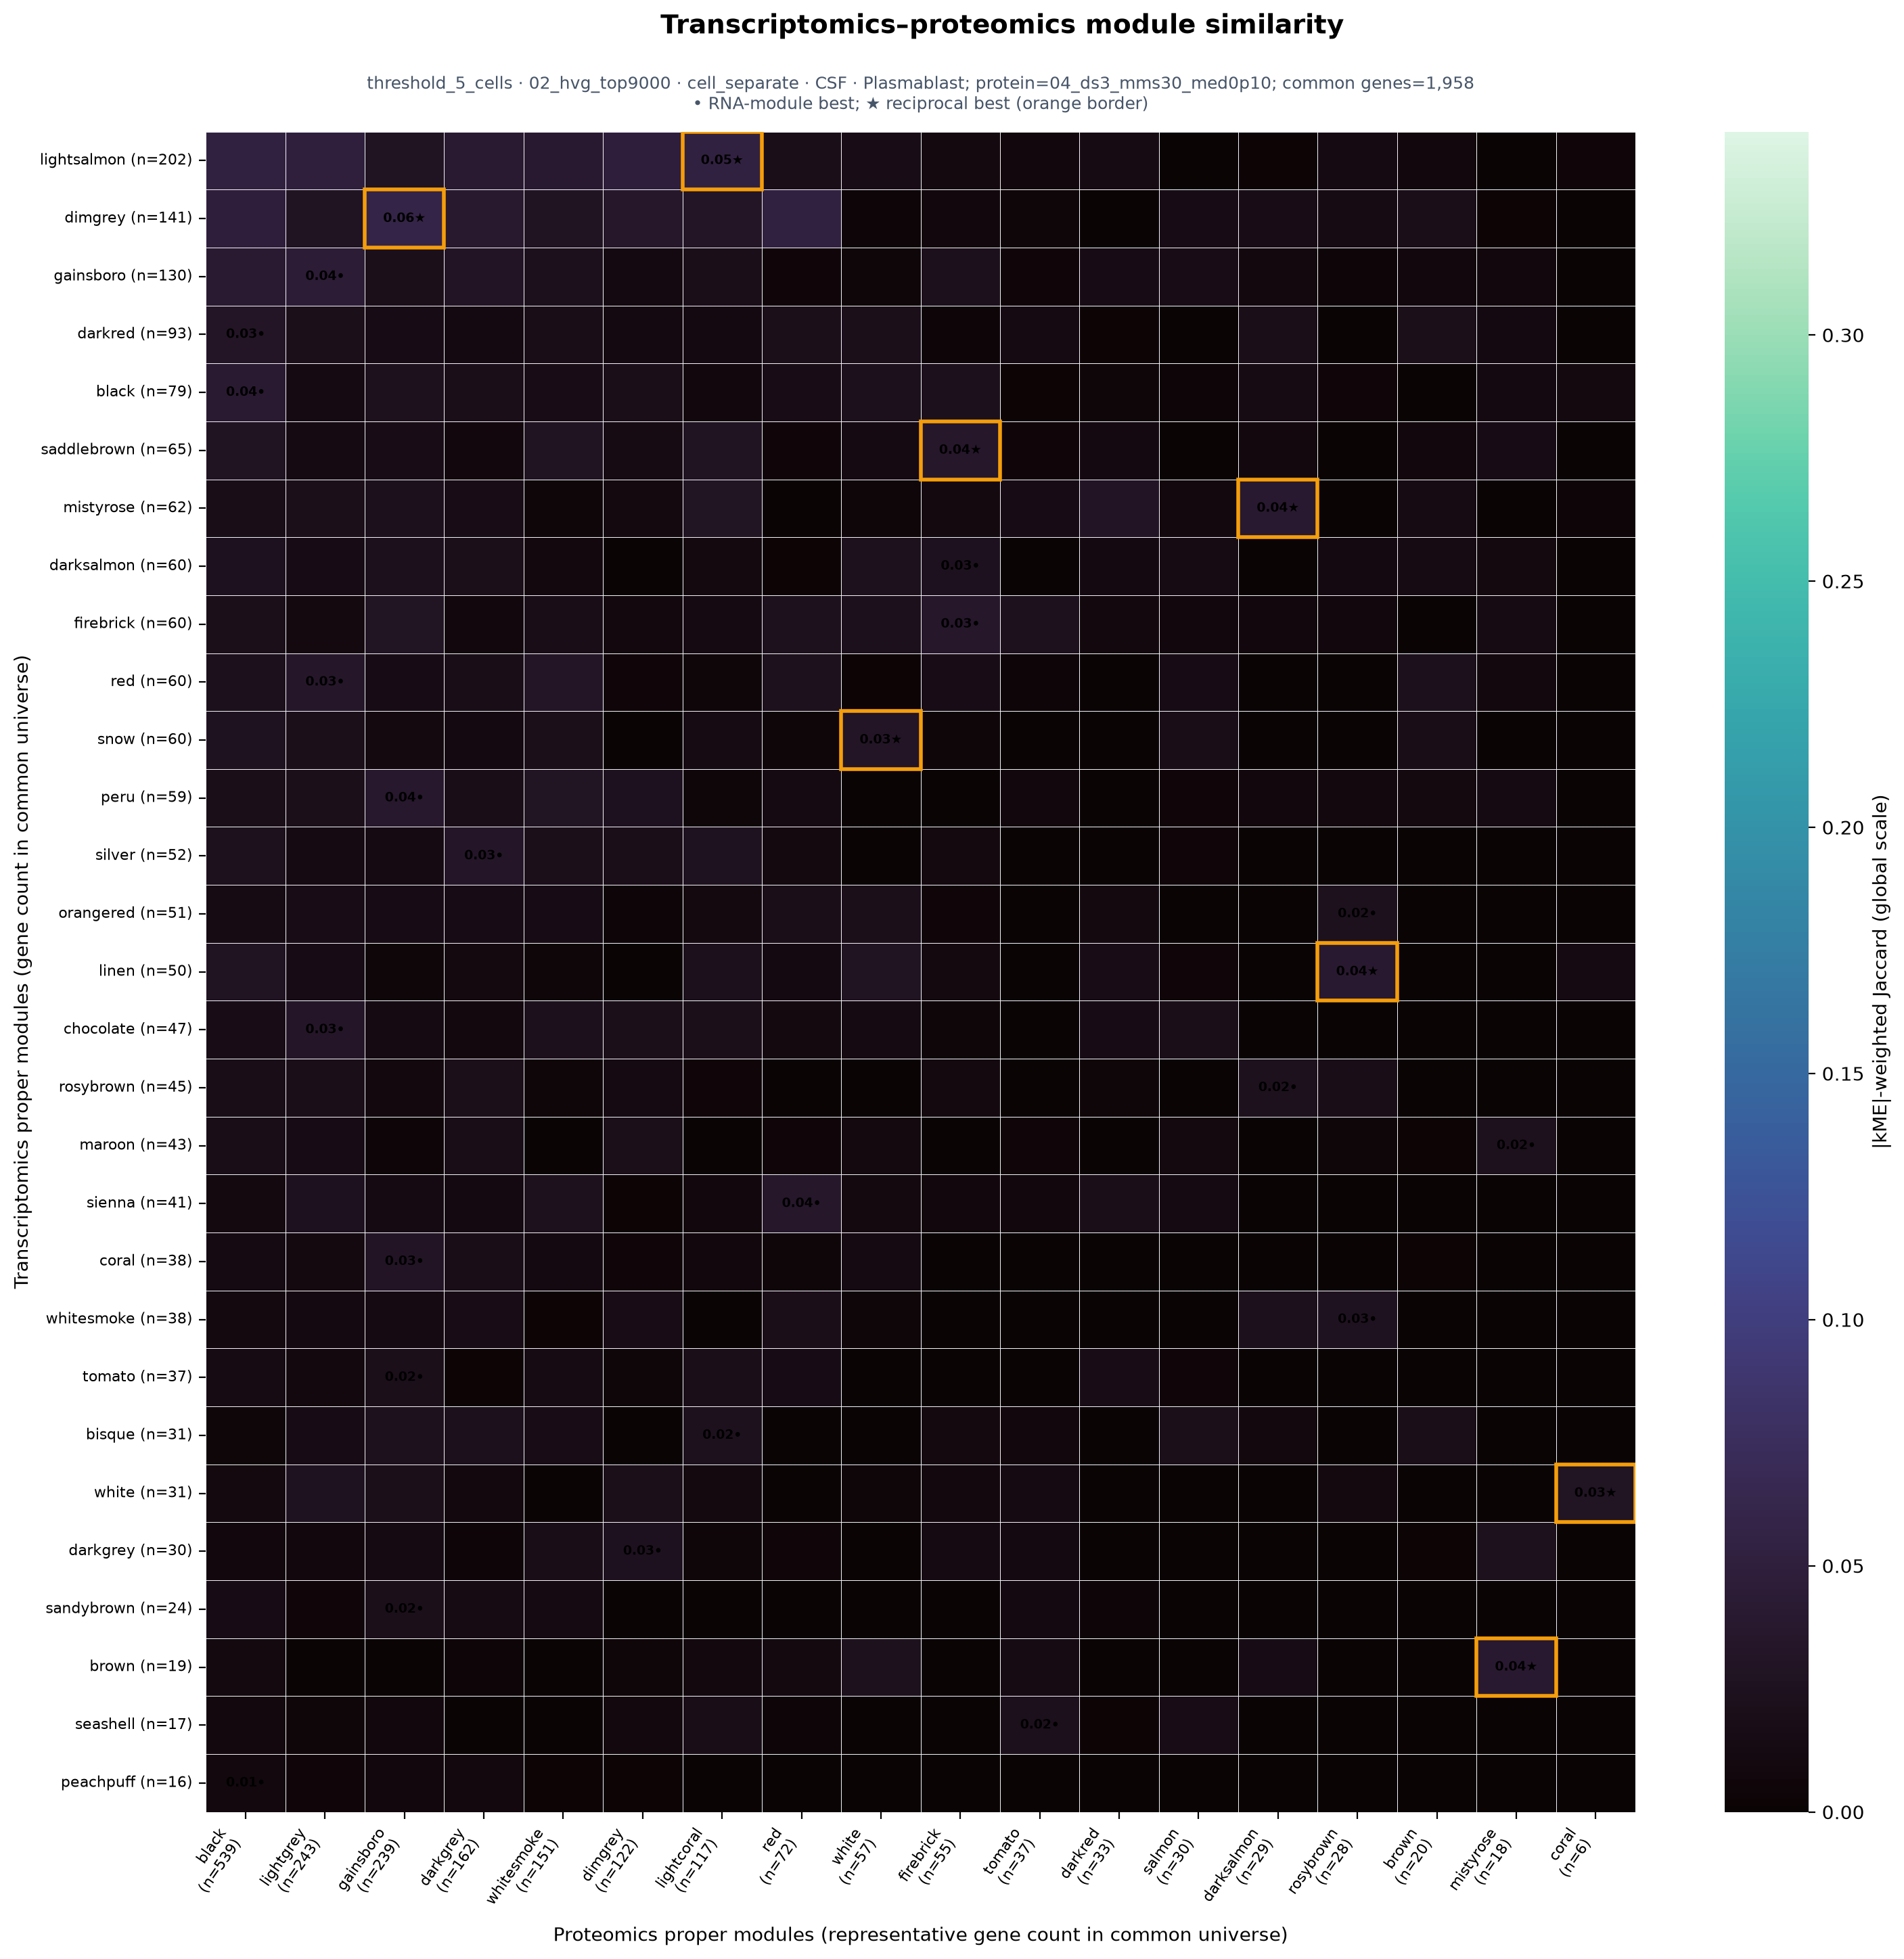 Transcriptomics–proteomics module similarity
threshold_5_cells · 02_hvg_top9000 · cell_separate · CSF · Plasmablast; protein=04_ds3_mms30_med0p10; common genes=1,958
• RNA-module best; ★ reciprocal best (orange border)
Transcriptomics proper modules (gene count in common universe)
lightsalmon (n=202)
0.05★
dimgrey (n=141)
0.06★
gainsboro (n=130)
0.04•
darkred (n=93)
0.03•
black (n=79)
0.04•
saddlebrown (n=65)
0.04★
mistyrose (n=62)
0.04★
darksalmon (n=60)
0.03•
firebrick (n=60)
0.03•
red (n=60)
0.03•
snow (n=60)
0.03★
peru (n=59)
0.04•
silver (n=52)
0.03•
orangered (n=51)
0.02•
linen (n=50)
0.04★
chocolate (n=47)
0.03•
rosybrown (n=45)
0.02•
maroon (n=43)
0.02•
sienna (n=41)
0.04•
coral (n=38)
0.03•
whitesmoke (n=38)
0.03•
tomato (n=37)
0.02•
bisque (n=31)
0.02•
white (n=31)
0.03★
darkgrey (n=30)
0.03•
sandybrown (n=24)
0.02•
brown (n=19)
0.04★
seashell (n=17)
0.02•
peachpuff (n=16)
0.01•
black
(n=539)
lightgrey
(n=243)
gainsboro
(n=239)
darkgrey
(n=162)
whitesmoke
(n=151)
dimgrey
(n=122)
lightcoral
(n=117)
red
(n=72)
white
(n=57)
firebrick
(n=55)
tomato
(n=37)
darkred
(n=33)
salmon
(n=30)
darksalmon
(n=29)
rosybrown
(n=28)
brown
(n=20)
mistyrose
(n=18)
coral
(n=6)
Proteomics proper modules (representative gene count in common universe)
0.30
0.25
0.20
0.15
0.10
0.05
0.00
|kME|-weighted Jaccard (global scale)